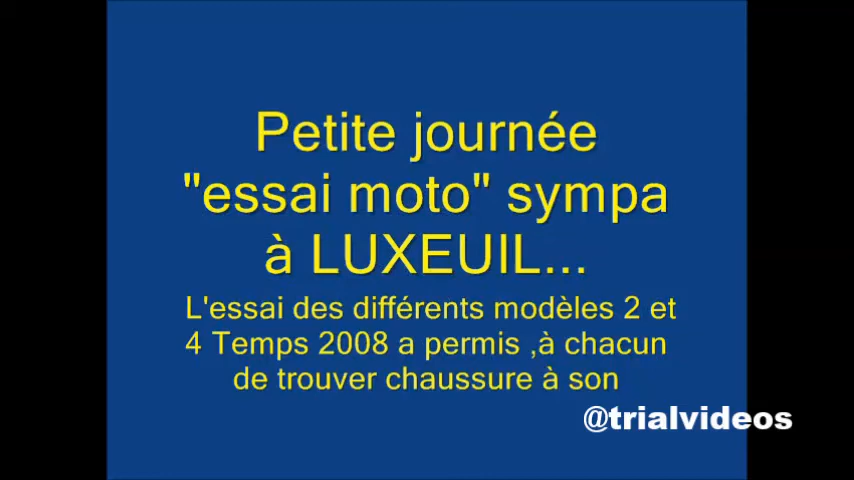 Petite journée
"essai moto" sympa
à LUXEUIL...
L'essai des différents modèles 2 et
4 Temps 2008 a permis ,à chacun
de trouver chaussure à son
@trialvideos